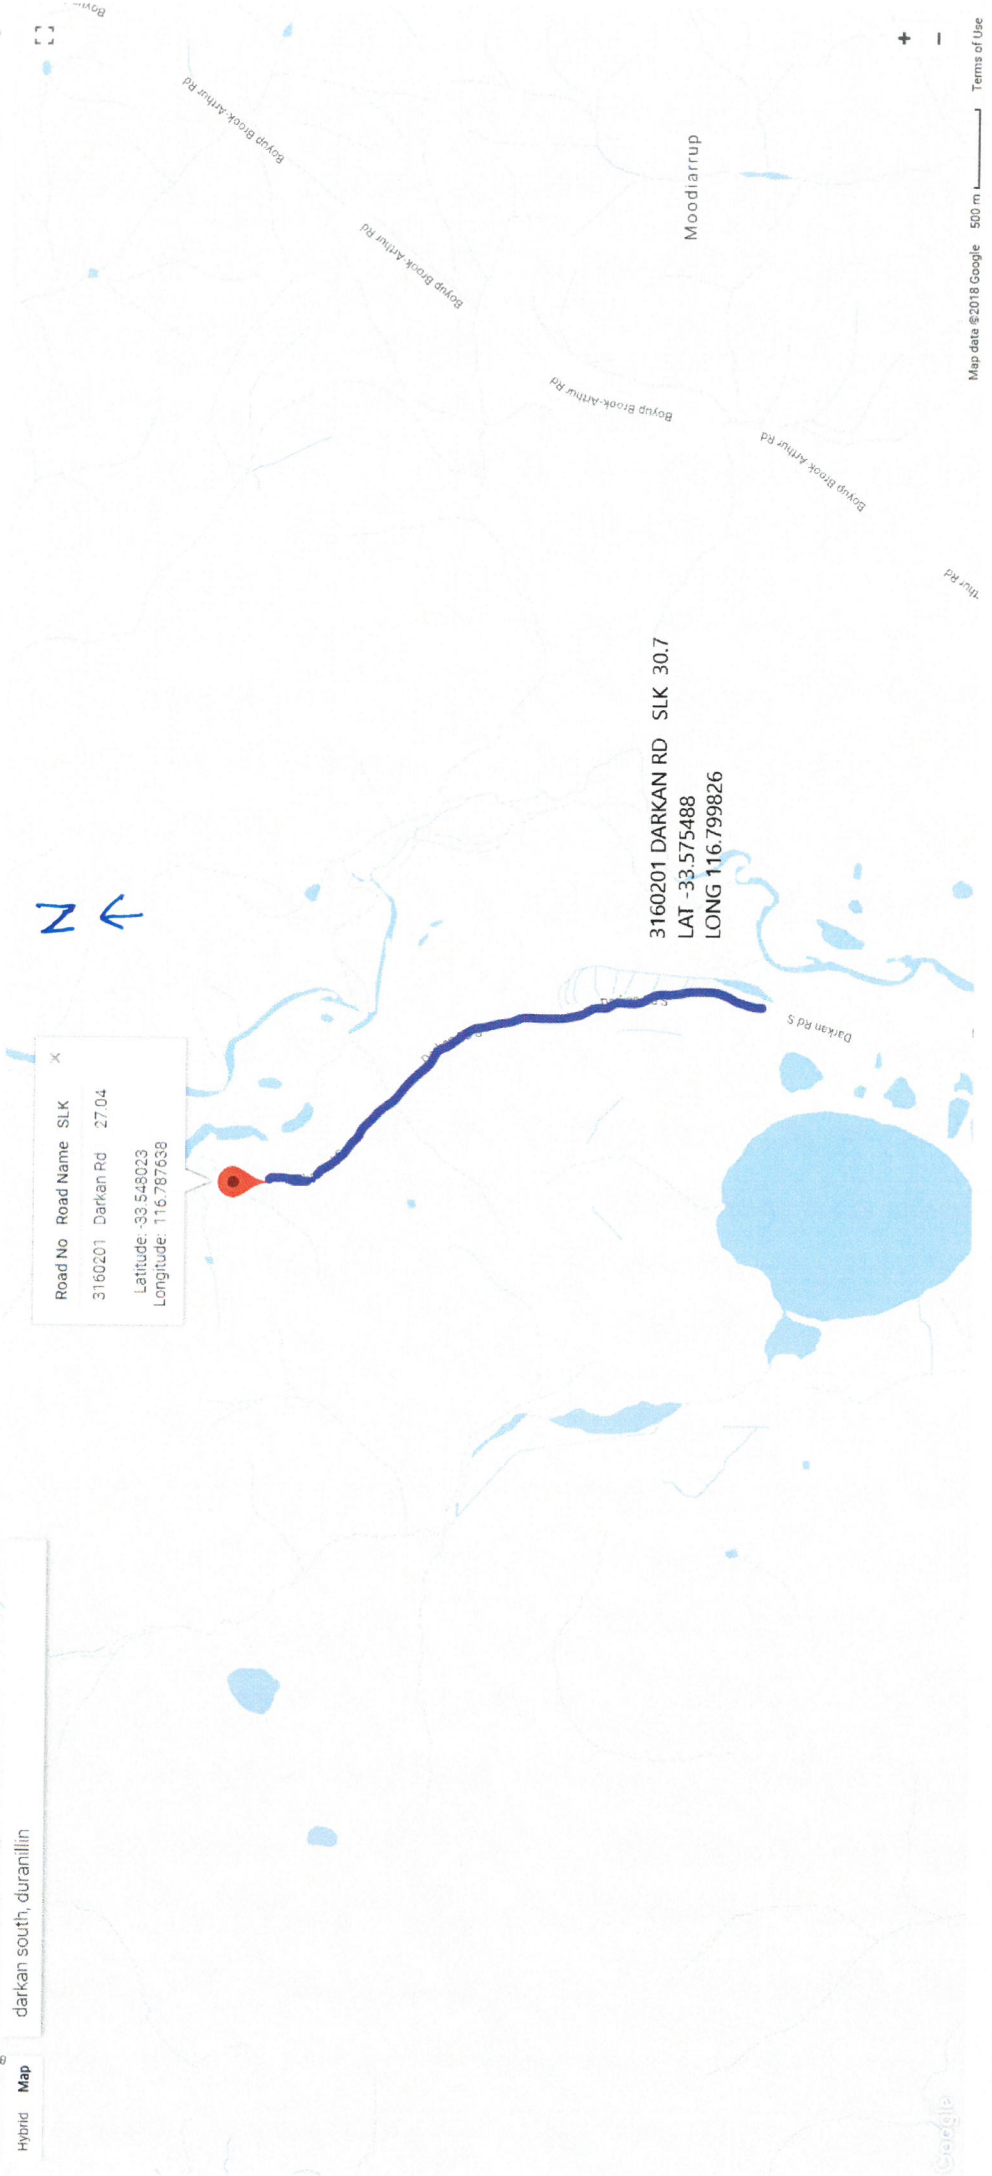 Hybrid Map
darkan south, duranillin
Road No Road Name SLK
3160201 Darkan Rd 27.04
Latitude: -33.548023
Longitude: 116.787638
N
Boyup Brook-Arthur Rd
Boyup Brook-Arthur Rd
Boyup Brook-Arthur Rd
Boyup Brook Arthur Rd
thur Rd
Moodiarrup
3160201 DARKAN RD SLK 30.7
LAT -33.575488
LONG 116.799826
Darkan Rd S
Google
Map data ©2018 Google 500 m Terms of Use